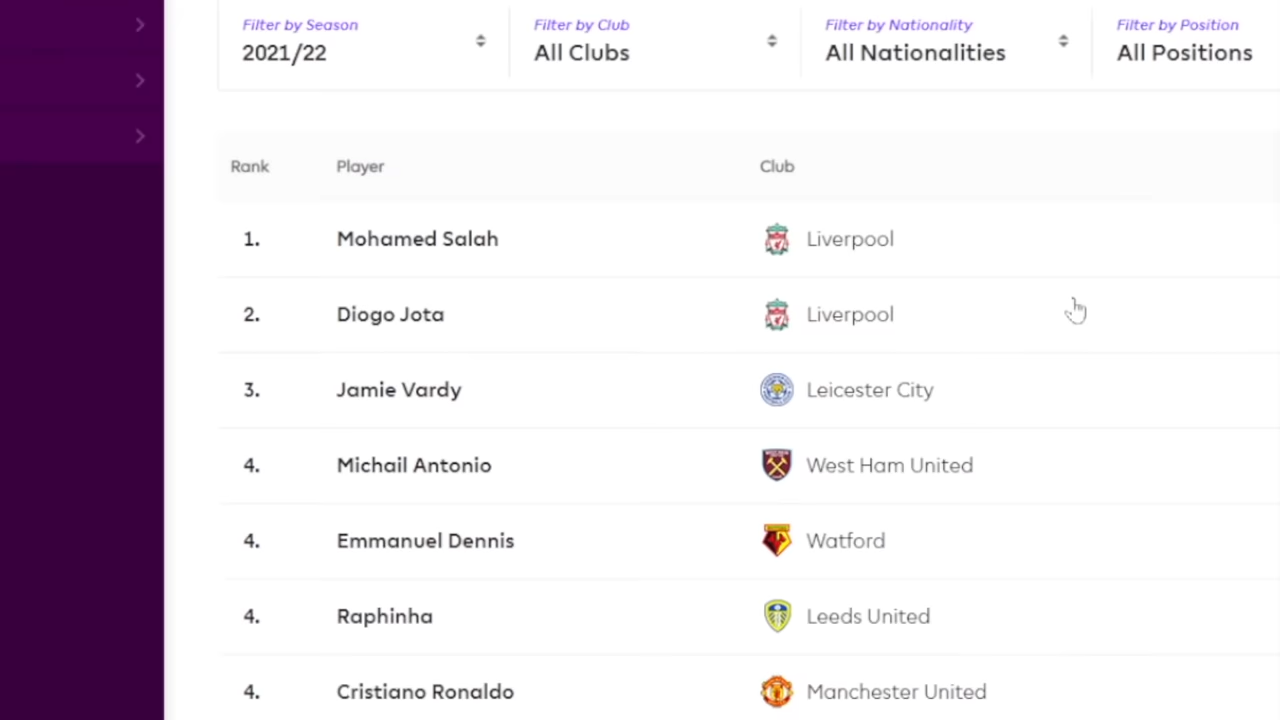 Filter by Season Filter by Club Filter by Nationality Filter by Position
2021/22 All Clubs All Nationalities All Positions
Rank Player Club
1. Mohamed Salah Liverpool
2. Diogo Jota Liverpool
3. Jamie Vardy Leicester City
4. Michail Antonio West Ham United
4. Emmanuel Dennis Watford
4. Raphinha Leeds United
4. Cristiano Ronaldo Manchester United